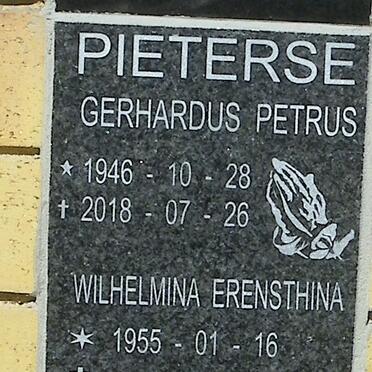 PIETERSE
GERHARDUS PETRUS
* 1946 - 10 - 28
† 2018 - 07 - 26
WILHELMINA ERENSTHINA
* 1955 - 01 - 16